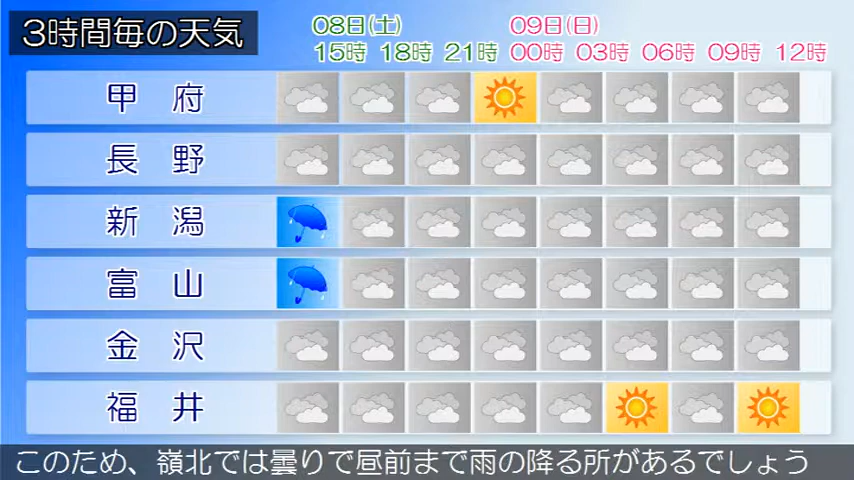 3時間毎の天気
08日(土) 09日(日)
15時 18時 21時 00時 03時 06時 09時 12時
甲府
長野
新潟
富山
金沢
福井
このため、嶺北では曇りで昼前まで雨の降る所があるでしょう